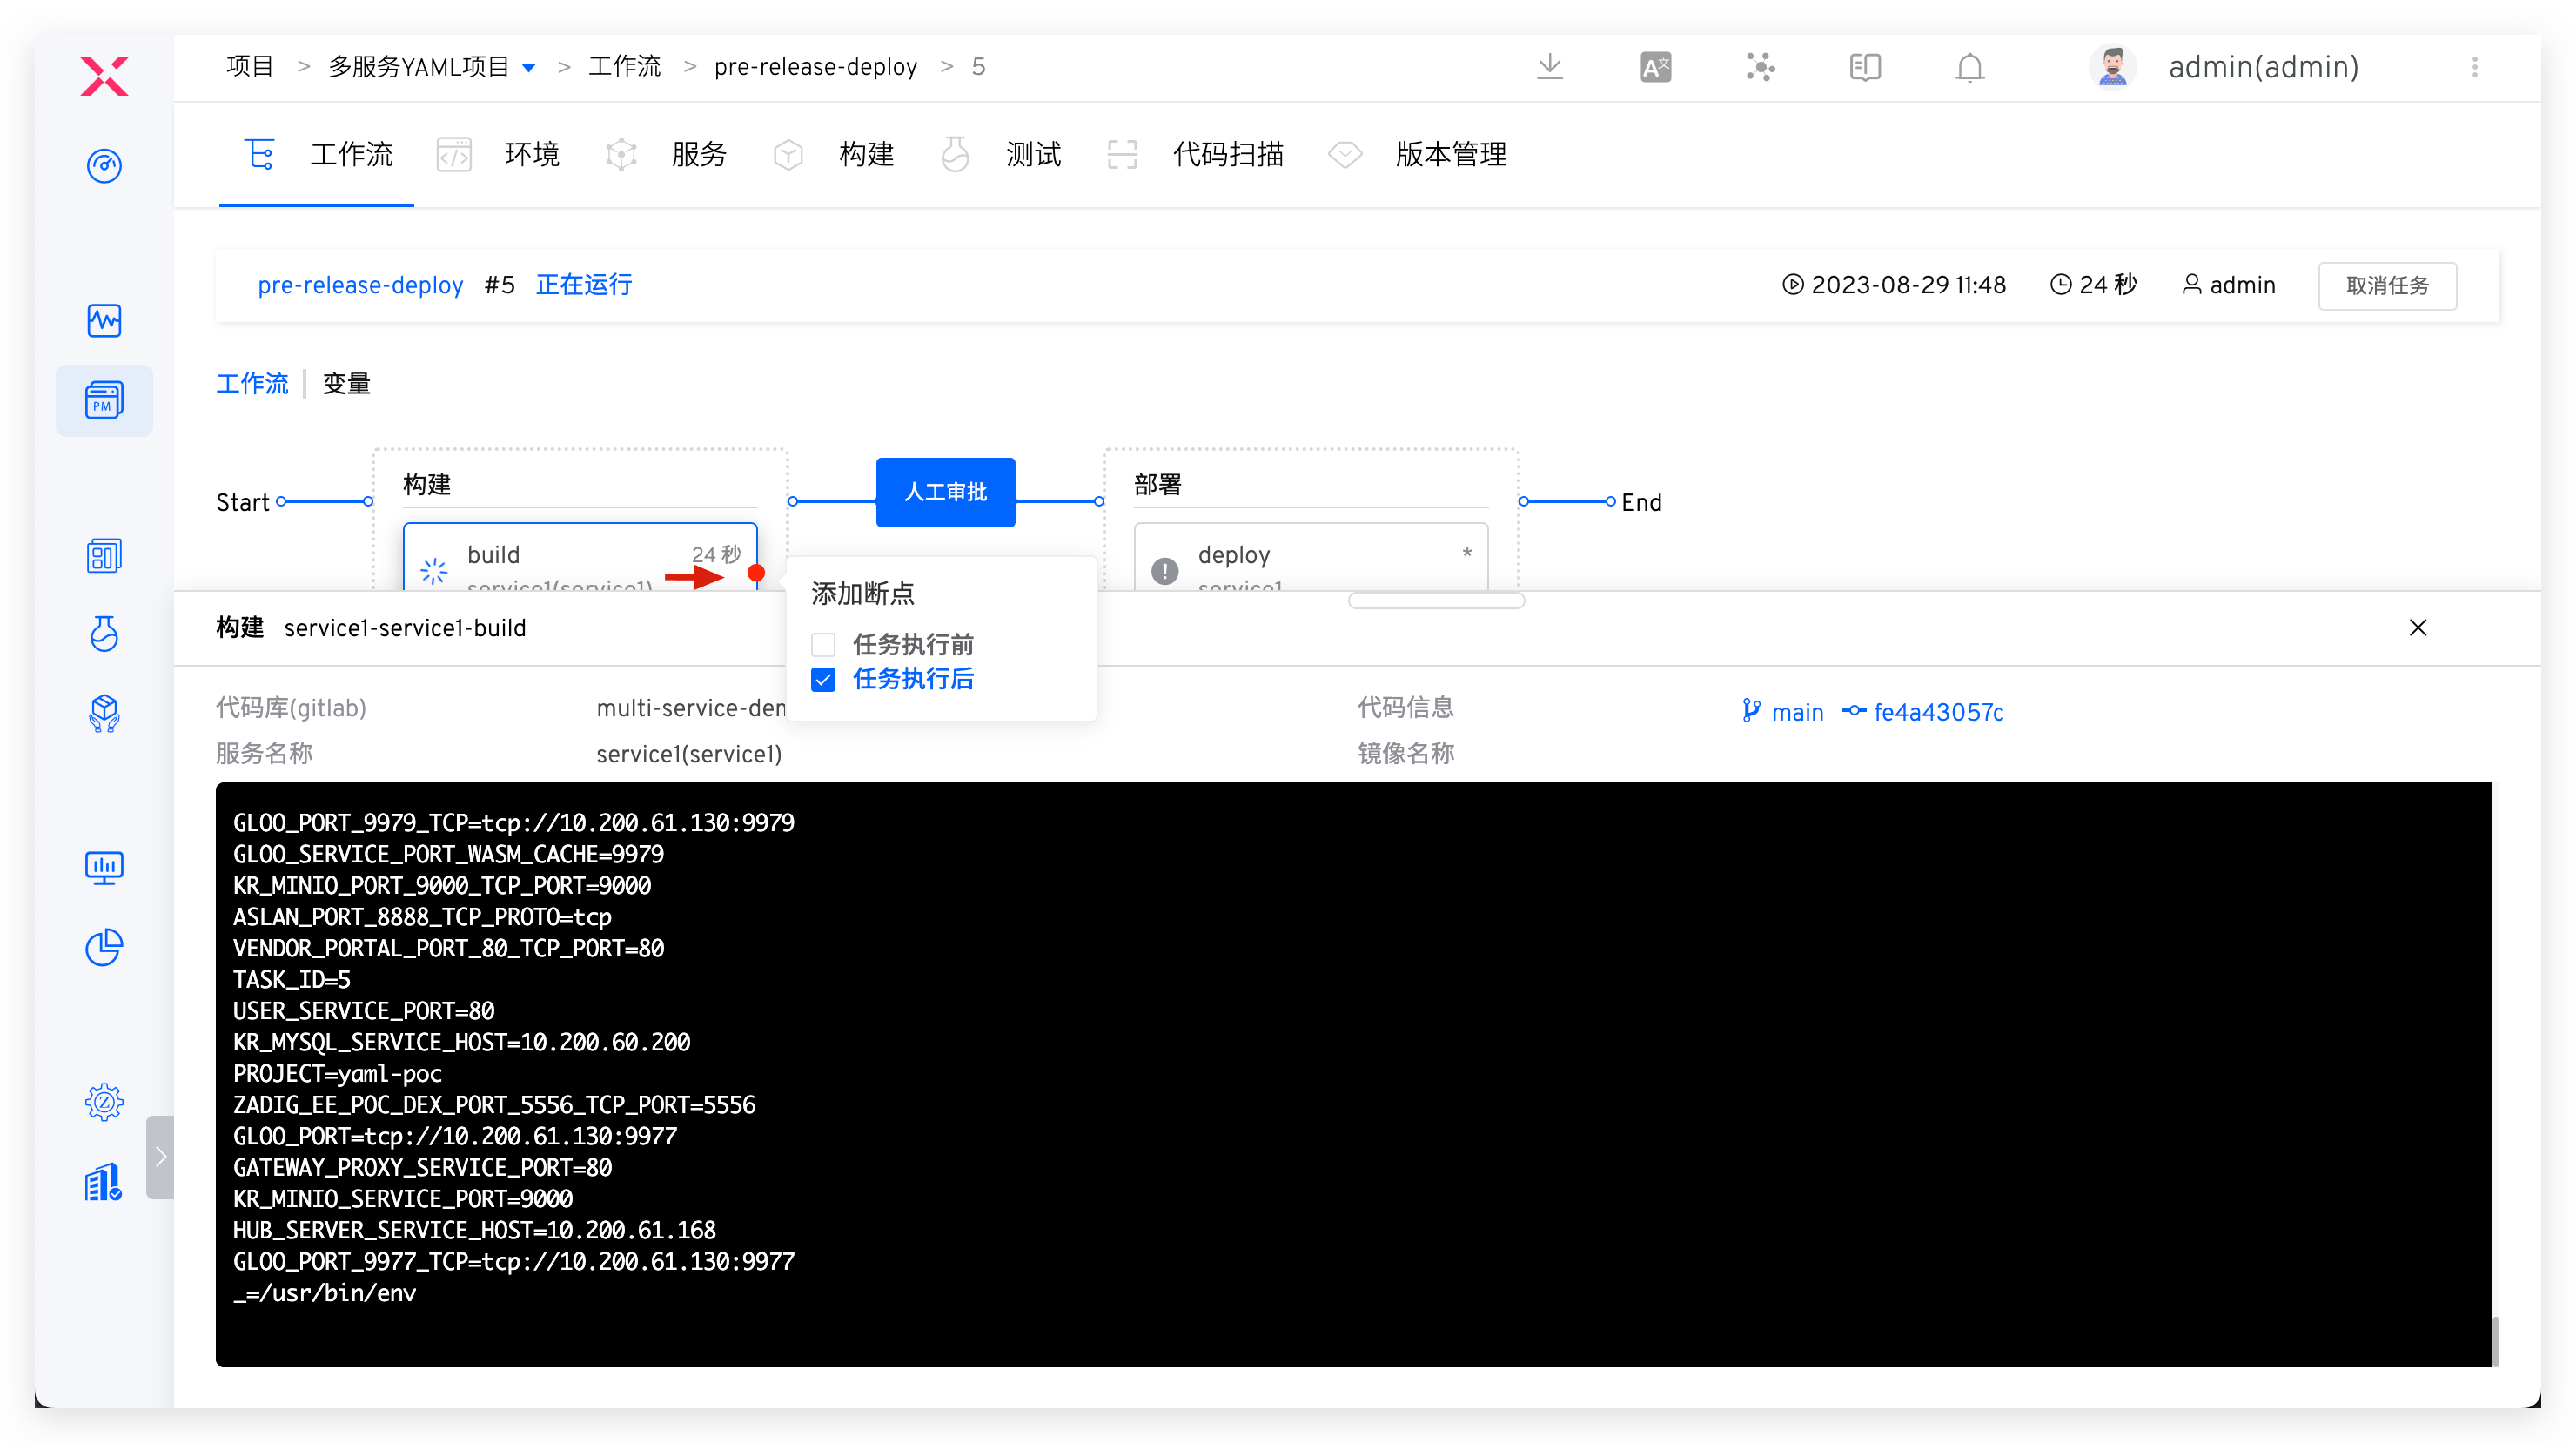 项目 > 多服务YAML项目 > 工作流 > pre-release-deploy > 5
admin(admin)
工作流 环境 服务 构建 测试 代码扫描 版本管理
pre-release-deploy #5 正在运行
2023-08-29 11:48 24 秒 admin 取消任务
PM
工作流 变量
Start
构建
人工审批
部署
End
build 24 秒
service1(service1)
deploy *
service1
添加断点
任务执行前
任务执行后
构建 service1-service1-build
代码库(gitlab) multi-service-dem
代码信息 main fe4a43057c
服务名称 service1(service1)
镜像名称
GLOO_PORT_9979_TCP=tcp://10.200.61.130:9979
GLOO_SERVICE_PORT_WASM_CACHE=9979
KR_MINIO_PORT_9000_TCP_PORT=9000
ASLAN_PORT_8888_TCP_PROTO=tcp
VENDOR_PORTAL_PORT_80_TCP_PORT=80
TASK_ID=5
USER_SERVICE_PORT=80
KR_MYSQL_SERVICE_HOST=10.200.60.200
PROJECT=yaml-poc
ZADIG_EE_POC_DEX_PORT_5556_TCP_PORT=5556
GLOO_PORT=tcp://10.200.61.130:9977
GATEWAY_PROXY_SERVICE_PORT=80
KR_MINIO_SERVICE_PORT=9000
HUB_SERVER_SERVICE_HOST=10.200.61.168
GLOO_PORT_9977_TCP=tcp://10.200.61.130:9977
_=/usr/bin/env